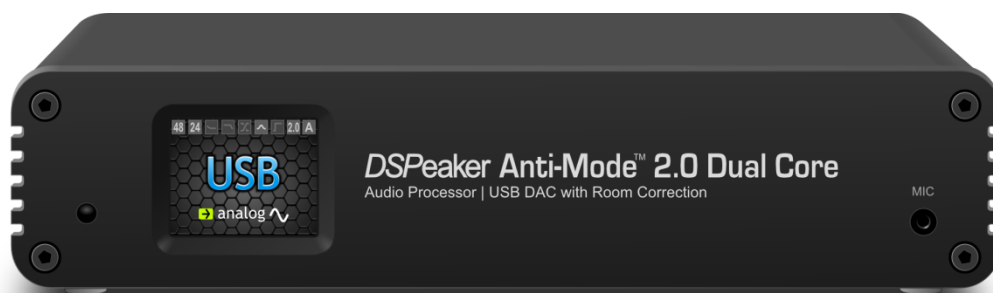 48 24 2.0 A
USB
analog
DSPeaker Anti-Mode™ 2.0 Dual Core
Audio Processor | USB DAC with Room Correction
MIC